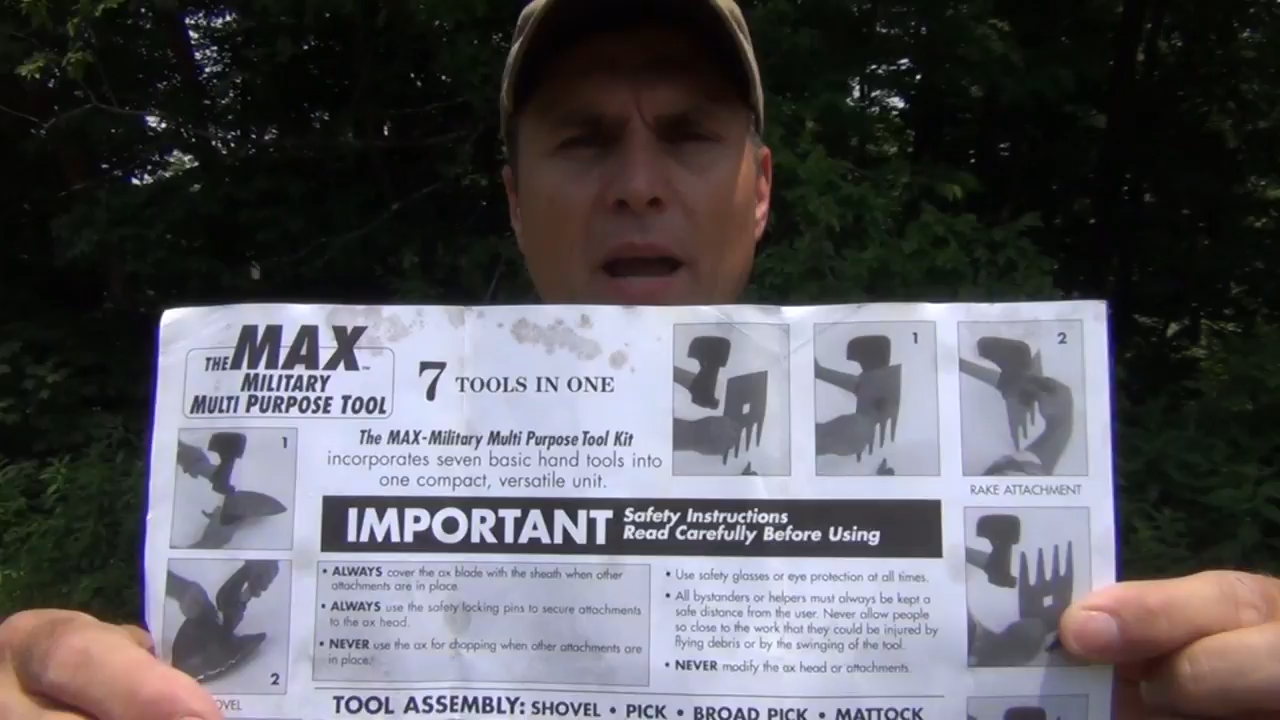 THE MAX™
MILITARY
MULTI PURPOSE TOOL
7 TOOLS IN ONE
The MAX-Military Multi Purpose Tool Kit
incorporates seven basic hand tools into
one compact, versatile unit.
1
2
RAKE ATTACHMENT
1
2
OVEL
IMPORTANT
Safety Instructions
Read Carefully Before Using
• ALWAYS cover the ax blade with the sheath when other
attachments are in place.
• ALWAYS use the safety locking pins to secure attachments
to the ax head.
• NEVER use the ax for chopping when other attachments are
in place.
• Use safety glasses or eye protection at all times.
• All bystanders or helpers must always be kept a
safe distance from the user. Never allow people
so close to the work that they could be injured by
flying debris or by the swinging of the tool.
• NEVER modify the ax head or attachments.
TOOL ASSEMBLY: SHOVEL • PICK • BROAD PICK • MATTOCK